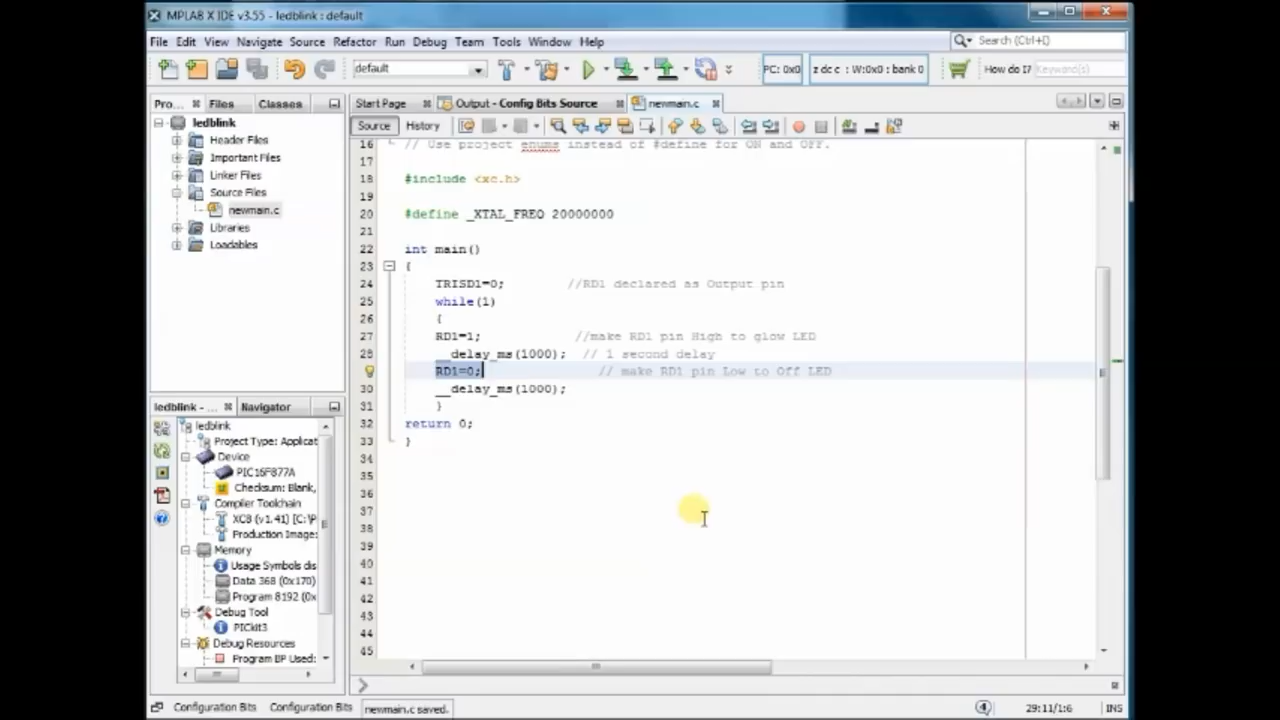 MPLAB X IDE v3.55 - ledblink : default
File Edit View Navigate Source Refactor Run Debug Team Tools Window Help
Search (Ctrl+I)
default
PC: 0x0
z dc c : W:0x0 : bank 0
How do I? Keyword(s)
Pro... Files Classes
Start Page Output - Config Bits Source newmain.c
Source History
ledblink
Header Files
Important Files
Linker Files
Source Files
newmain.c
Libraries
Loadables
16 // Use project enums instead of #define for ON and OFF.
17
18 #include <xc.h>
19
20 #define _XTAL_FREQ 20000000
21
22 int main()
23 {
24 TRISD1=0; //RD1 declared as Output pin
25 while(1)
26 {
27 RD1=1; //make RD1 pin High to glow LED
28 __delay_ms(1000); // 1 second delay
RD1=0; // make RD1 pin Low to Off LED
30 __delay_ms(1000);
31 }
32 return 0;
33 }
34
35
36
37
38
39
40
41
42
43
44
45
ledblink - ... Navigator
ledblink
Project Type: Applicat
Device
PIC16F877A
Checksum: Blank,
Compiler Toolchain
XC8 (v1.41) [C:\P
Production Image:
Memory
Usage Symbols dis
Data 368 (0x170)
Program 8192 (0x
Debug Tool
PICkit3
Debug Resources
Program BP Used:
Configuration Bits Configuration Bits newmain.c saved. 29:11/1:6 INS